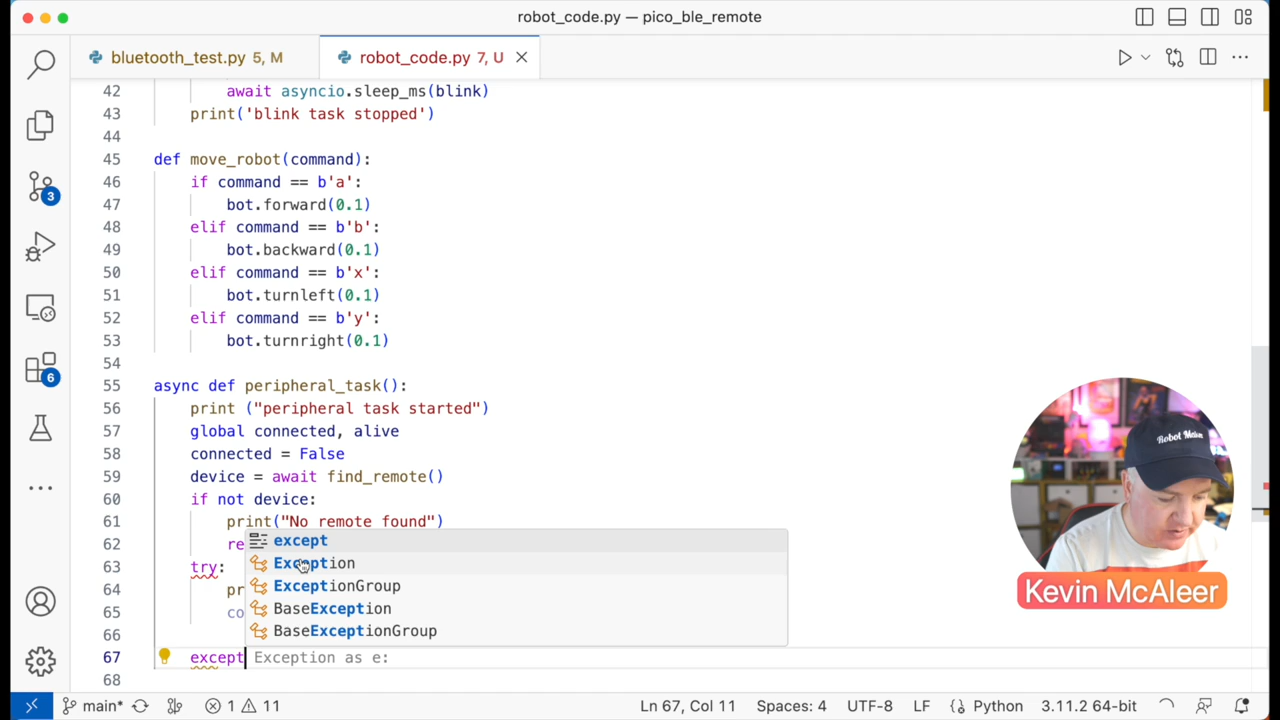 robot_code.py — pico_ble_remote
bluetooth_test.py 5, M
robot_code.py 7, U
42 await asyncio.sleep_ms(blink)
43 print('blink task stopped')
44
45 def move_robot(command):
46 if command == b'a':
47 bot.forward(0.1)
48 elif command == b'b':
49 bot.backward(0.1)
50 elif command == b'x':
51 bot.turnleft(0.1)
52 elif command == b'y':
53 bot.turnright(0.1)
54
55 async def peripheral_task():
56 print ("peripheral task started")
57 global connected, alive
58 connected = False
59 device = await find_remote()
60 if not device:
61 print("No remote found")
62 re
63 try:
64 pr
65 co
66
67 except Exception as e:
68
except
Exception
ExceptionGroup
BaseException
BaseExceptionGroup
3
6
Robot Maker
Kevin McAleer
main* 1 11 Ln 67, Col 11 Spaces: 4 UTF-8 LF Python 3.11.2 64-bit